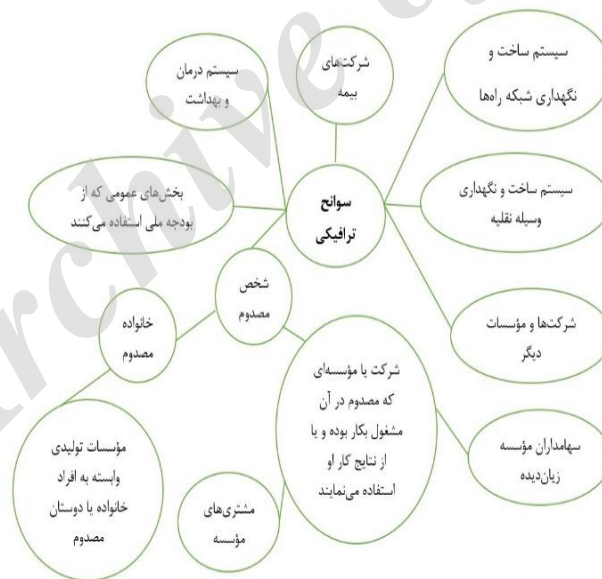 سیستم ساخت و
نگهداری شبکه راه‌ها
شرکت‌های
بیمه
سیستم درمان
و بهداشت
سیستم ساخت و نگهداری
وسیله نقلیه
سوانح
ترافیکی
بخش‌های عمومی که از
بودجه ملی استفاده می‌کنند
شخص
مصدوم
خانواده
مصدوم
شرکت‌ها و مؤسسات
دیگر
شرکت یا مؤسسه‌ای
که مصدوم در آن
مشغول بکار بوده و یا
از نتایج کار او
استفاده می‌نمایند
سهامداران مؤسسه
زیان‌دیده
مؤسسات تولیدی
وابسته به افراد
خانواده یا دوستان
مصدوم
مشتری‌های
مؤسسه
Archive